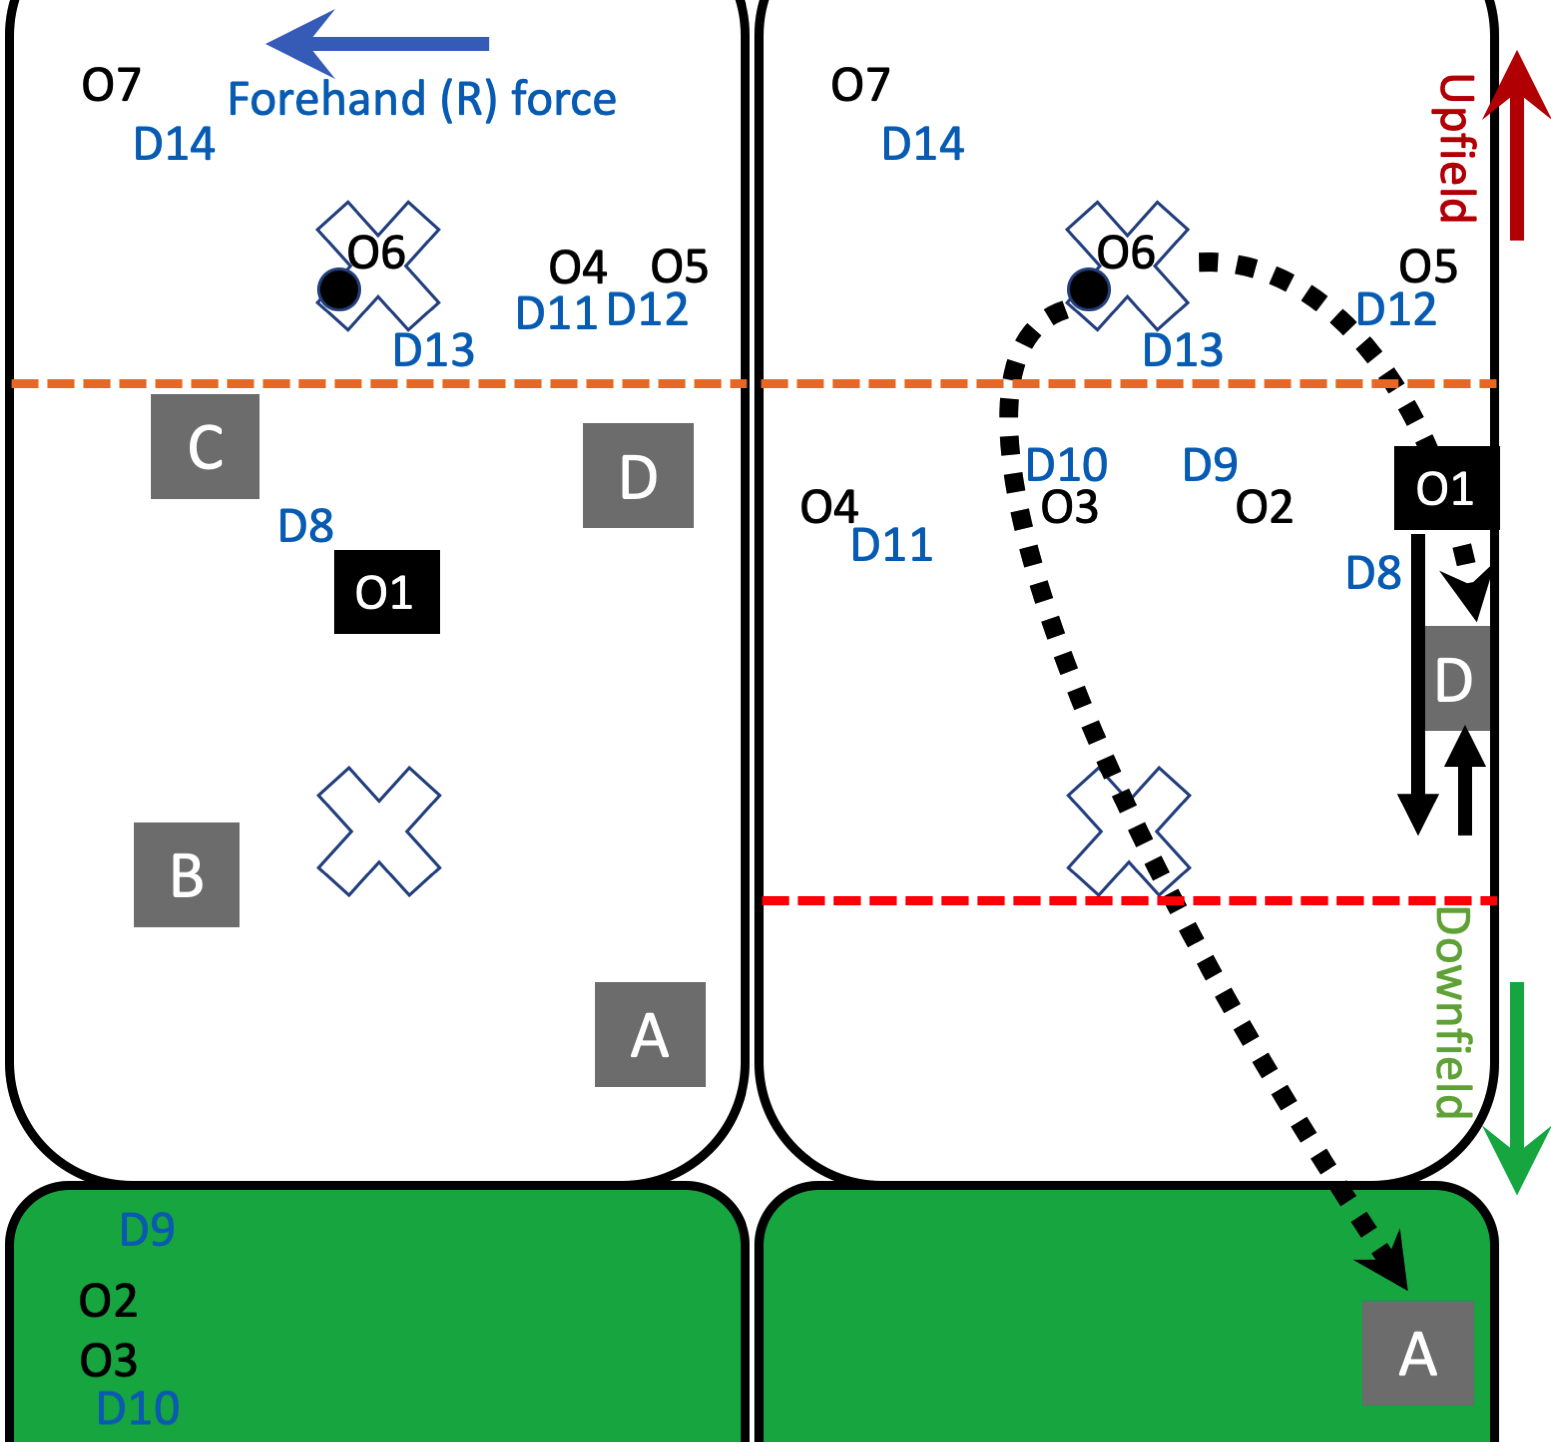 O7
Forehand (R) force
D14
O6
O4
O5
D11
D12
D13
C
D
D8
O1
B
A
D9
O2
O3
D10
O7
D14
O6
O5
D12
D13
Upfield
D10
D9
O1
O4
O3
O2
D11
D8
D
Downfield
A